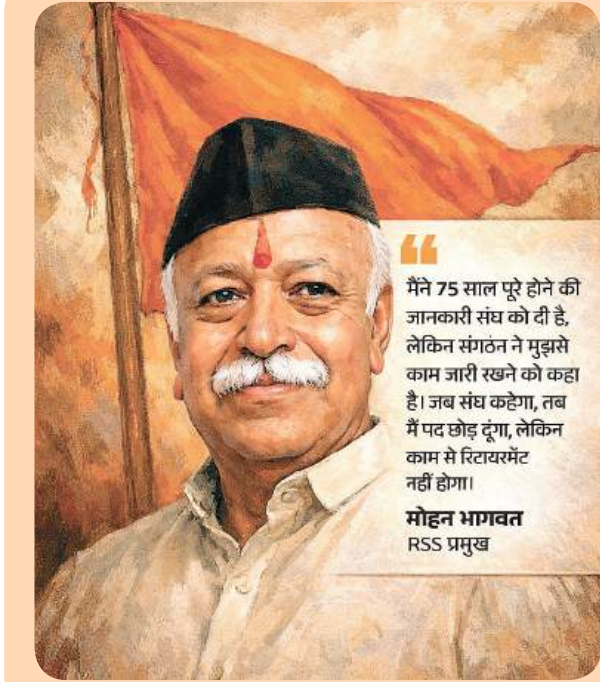 “
मैंने 75 साल पूरे होने की
जानकारी संघ को दी है,
लेकिन संगठन ने मुझसे
काम जारी रखने को कहा
है। जब संघ कहेगा, तब
मैं पद छोड़ दूंगा, लेकिन
काम से रिटायरमेंट
नहीं होगा।
मोहन भागवत
RSS प्रमुख